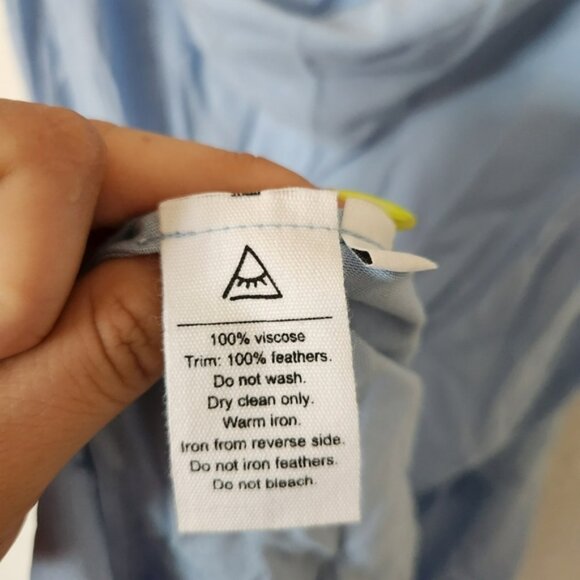 100% viscose
Trim: 100% feathers.
Do not wash.
Dry clean only.
Warm iron.
Iron from reverse side.
Do not iron feathers.
Do not bleach.